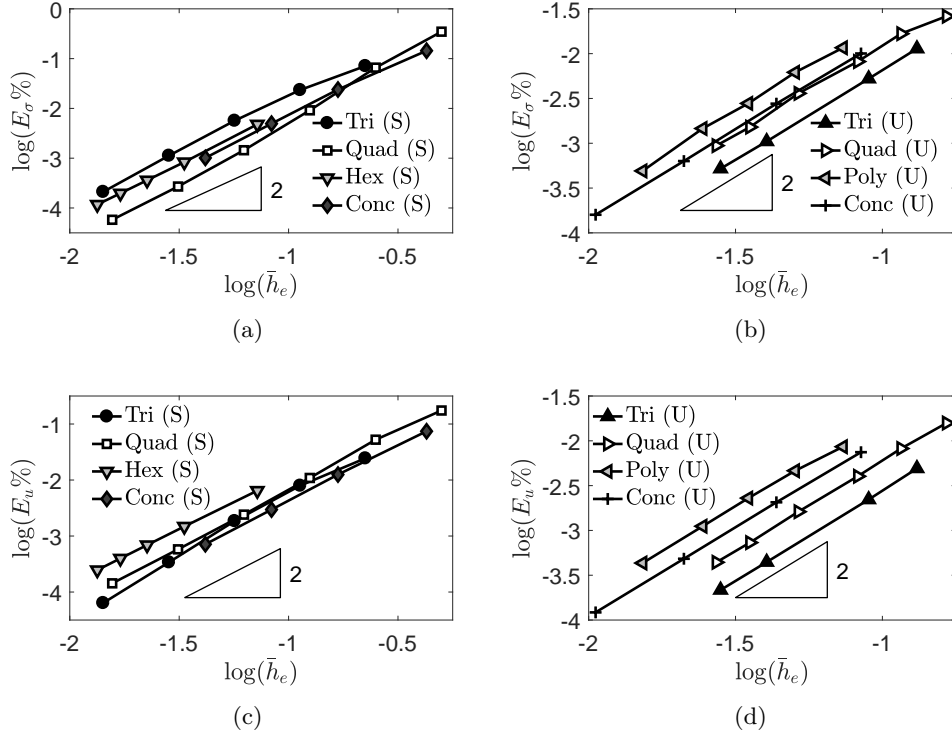 0
-1
-2
-3
-4
log(E_σ%)
Tri (S)
Quad (S)
Hex (S)
Conc (S)
2
-2 -1.5 -1 -0.5
log(h̄_e)
(a)
-1.5
-2
-2.5
-3
-3.5
-4
log(E_σ%)
Tri (U)
Quad (U)
Poly (U)
Conc (U)
2
-2 -1.5 -1
log(h̄_e)
(b)
-1
-2
-3
-4
log(E_u%)
Tri (S)
Quad (S)
Hex (S)
Conc (S)
2
-2 -1.5 -1 -0.5
log(h̄_e)
(c)
-1.5
-2
-2.5
-3
-3.5
-4
log(E_u%)
Tri (U)
Quad (U)
Poly (U)
Conc (U)
2
-2 -1.5 -1
log(h̄_e)
(d)